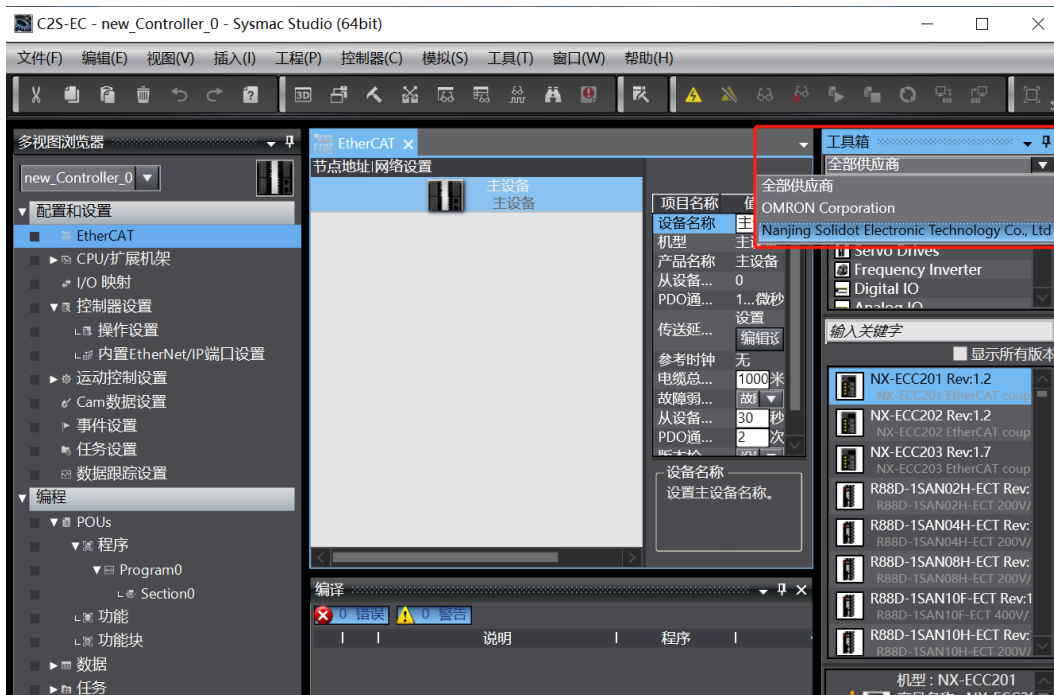 C2S-EC - new_Controller_0 - Sysmac Studio (64bit)
文件(F) 编辑(E) 视图(V) 插入(I) 工程(P) 控制器(C) 模拟(S) 工具(T) 窗口(W) 帮助(H)
多视图浏览器
new_Controller_0
配置和设置
EtherCAT
CPU/扩展机架
I/O 映射
控制器设置
操作设置
内置EtherNet/IP端口设置
运动控制设置
Cam数据设置
事件设置
任务设置
数据跟踪设置
编程
POUs
程序
Program0
Section0
功能
功能块
数据
任务
EtherCAT
节点地址|网络设置
主设备
主设备
项目名称
设备名称
机型
产品名称 主设备
从设备... 0
PDO通... 1...微秒
传送延... 设置
编辑
参考时钟 无
电缆总... 1000 米
故障弱...
从设备... 30 秒
PDO通... 2 次
设备名称
设置主设备名称。
编译
0 错误 0 警告
说明 程序
工具箱
全部供应商
全部供应商
OMRON Corporation
Nanjing Solidot Electronic Technology Co., Ltd
Servo Drives
Frequency Inverter
Digital IO
Analog IO
输入关键字
显示所有版本
NX-ECC201 Rev:1.2
NX-ECC201 EtherCAT coup
NX-ECC202 Rev:1.2
NX-ECC202 EtherCAT coup
NX-ECC203 Rev:1.7
NX-ECC203 EtherCAT coup
R88D-1SAN02H-ECT Rev:
R88D-1SAN02H-ECT 200V/
R88D-1SAN04H-ECT Rev:
R88D-1SAN04H-ECT 200V/
R88D-1SAN08H-ECT Rev:
R88D-1SAN08H-ECT 200V/
R88D-1SAN10F-ECT Rev:1
R88D-1SAN10F-ECT 400V/
R88D-1SAN10H-ECT Rev:
R88D-1SAN10H-ECT 200V/
机型 : NX-ECC201